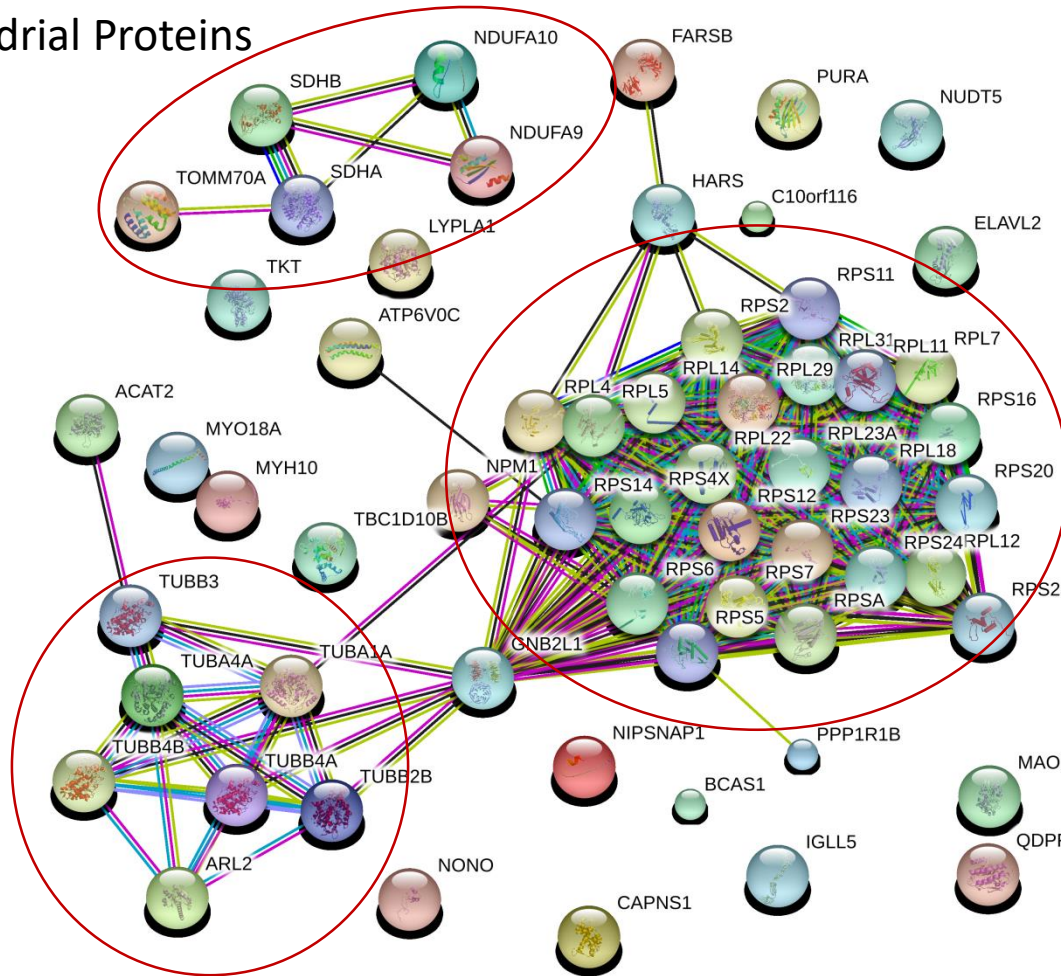 drial Proteins
NDUFA10
FARSB
SDHB
PURA
NUDT5
NDUFA9
TOMM70A
SDHA
HARS
C10orf116
LYPLA1
ELAVL2
TKT
RPS11
RPS2
ATP6V0C
RPL31
RPL11
RPL7
RPL14
RPL29
RPL4
RPL5
ACAT2
RPS16
MYO18A
RPL22
RPL23A
RPL18
MYH10
NPM1
RPS14
RPS4X
RPS12
RPS20
TBC1D10B
RPS23
RPS24
RPL12
RPS6
RPS7
TUBB3
RPSA
RPS2
RPS5
TUBA4A
TUBA1A
GNB2L1
NIPSNAP1
PPP1R1B
TUBB4B
TUBB4A
TUBB2B
BCAS1
MAO
ARL2
NONO
IGLL5
QDPR
CAPNS1